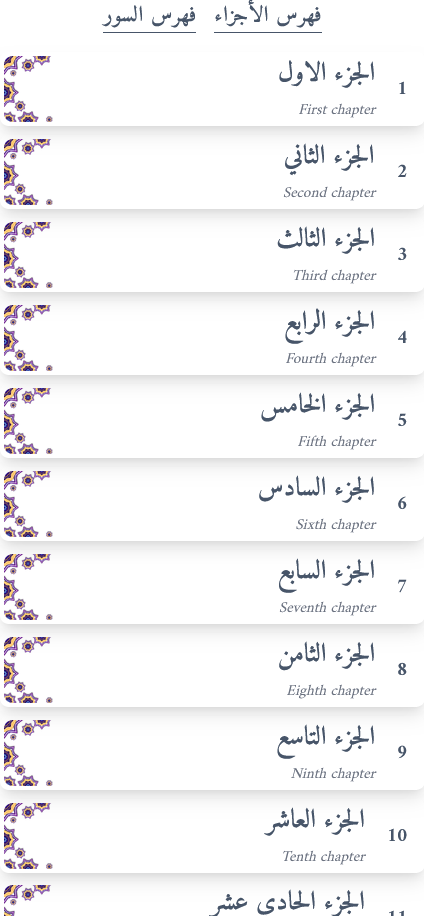 فهرس الأجزاء فهرس السور
1 الجزء الاول
First chapter
2 الجزء الثاني
Second chapter
3 الجزء الثالث
Third chapter
4 الجزء الرابع
Fourth chapter
5 الجزء الخامس
Fifth chapter
6 الجزء السادس
Sixth chapter
7 الجزء السابع
Seventh chapter
8 الجزء الثامن
Eighth chapter
9 الجزء التاسع
Ninth chapter
10 الجزء العاشر
Tenth chapter
11 الجزء الحادي عشر